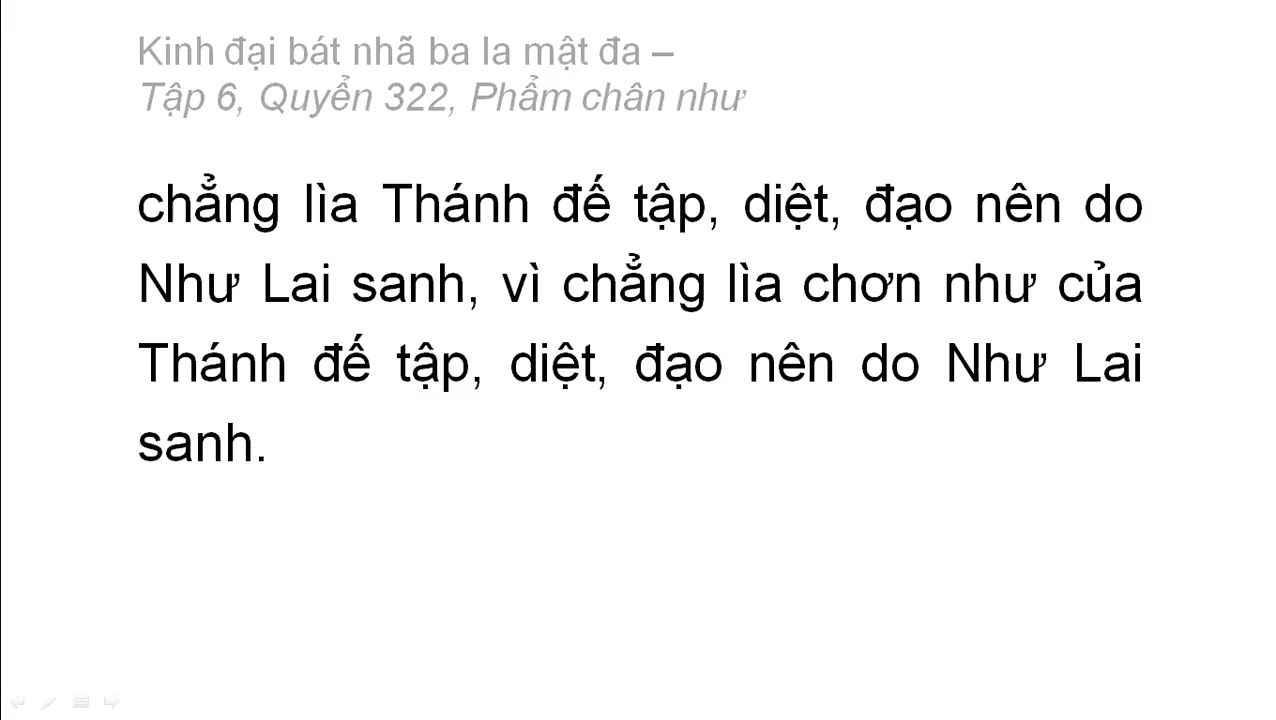 Kinh đại bát nhã ba la mật đa –
Tập 6, Quyển 322, Phẩm chân như
chẳng lìa Thánh đế tập, diệt, đạo nên do
Như Lai sanh, vì chẳng lìa chơn như của
Thánh đế tập, diệt, đạo nên do Như Lai
sanh.